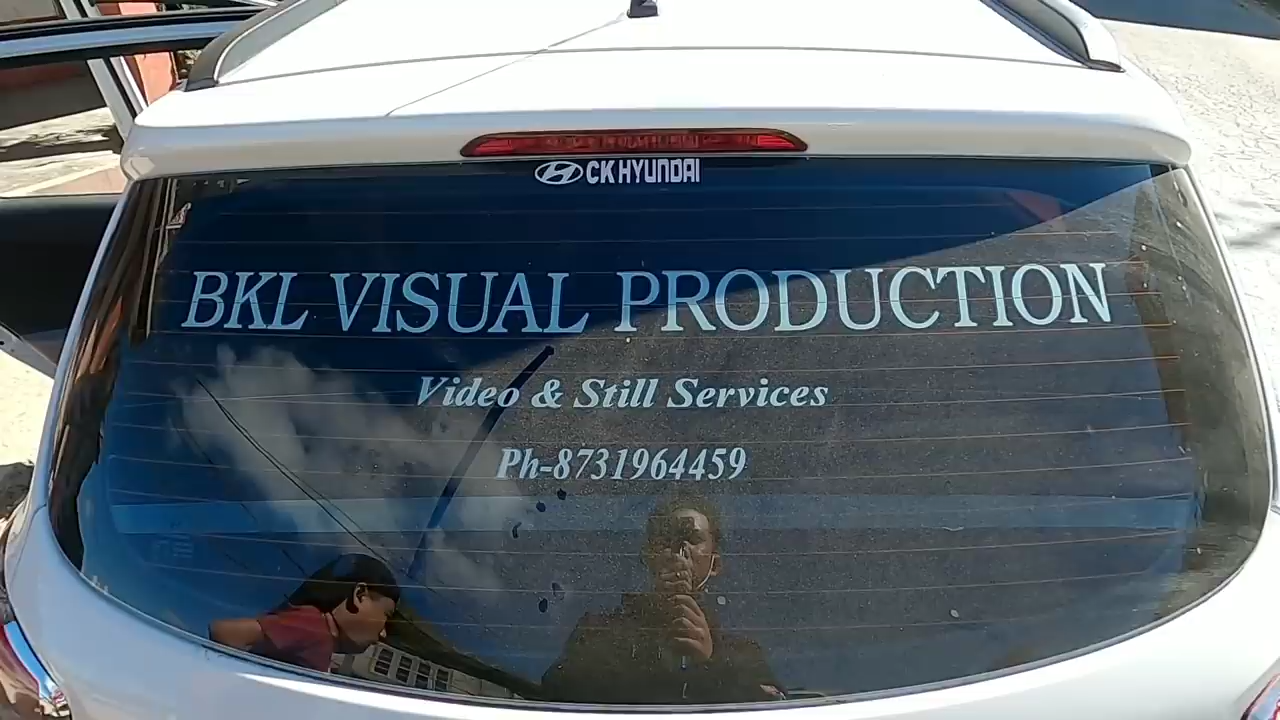 CK HYUNDAI
BKL VISUAL PRODUCTION
Video & Still Services
Ph-8731964459